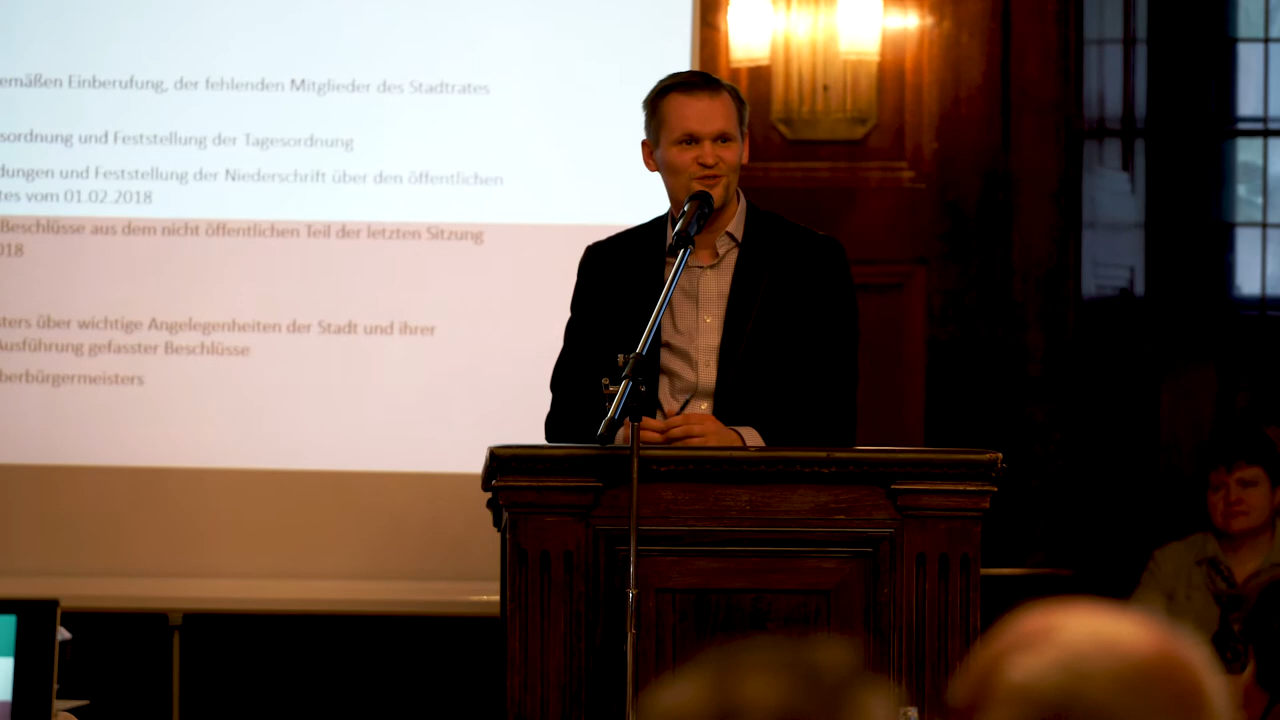 emäßen Einberufung, der fehlenden Mitglieder des Stadtrates
sordnung und Feststellung der Tagesordnung
dungen und Feststellung der Niederschrift über den öffentlichen
tes vom 01.02.2018
Beschlüsse aus dem nicht öffentlichen Teil der letzten Sitzung
018
sters über wichtige Angelegenheiten der Stadt und ihrer
Ausführung gefasster Beschlüsse
berbürgermeisters